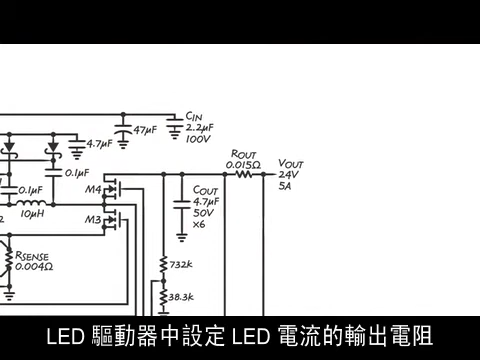 CIN
2.2µF
100V
47µF
4.7µF
0.1µF
0.1µF
10µH
M4
M3
COUT
4.7µF
50V
x6
ROUT
0.015Ω
VOUT
24V
5A
RSENSE
0.004Ω
732k
38.3k
LED 驅動器中設定 LED 電流的輸出電阻